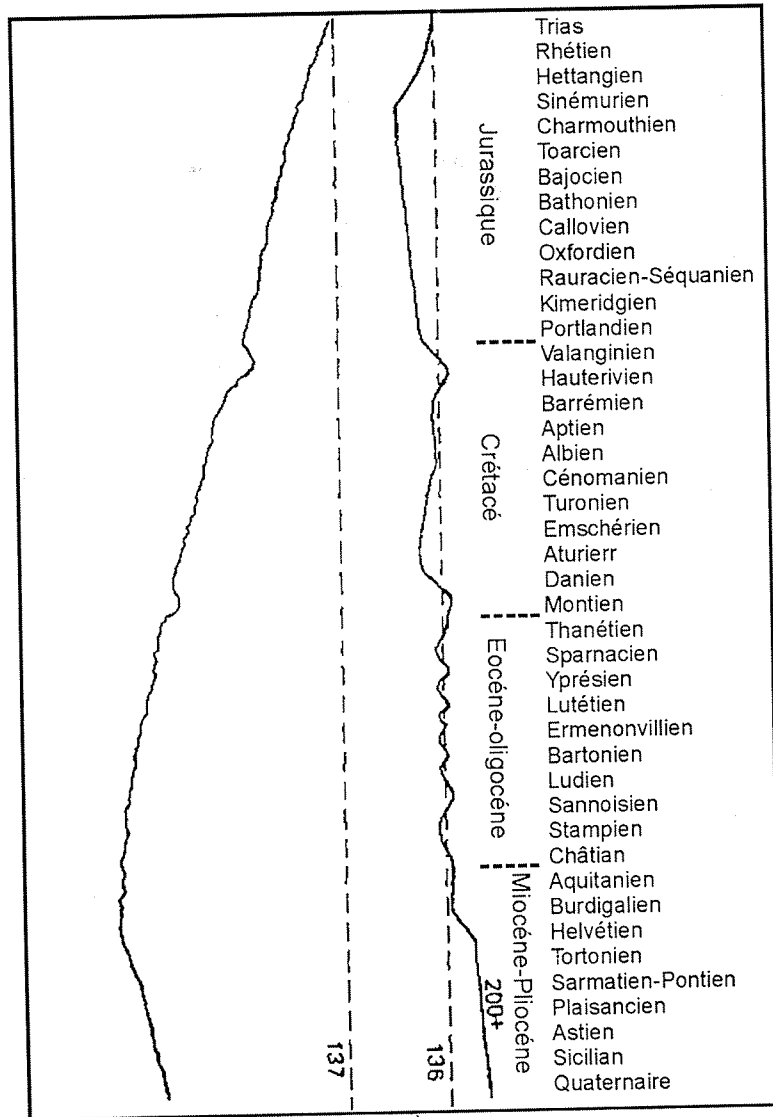 Trias
Rhétien
Hettangien
Sinémurien
Charmouthien
Toarcien
Bajocien
Bathonien
Callovien
Oxfordien
Rauracien-Séquanien
Kimeridgien
Portlandien
Valanginien
Hauterivien
Barrémien
Aptien
Albien
Cénomanien
Turonien
Emschérien
Aturierr
Danien
Montien
Thanétien
Sparnacien
Yprésien
Lutétien
Ermenonvillien
Bartonien
Ludien
Sannoisien
Stampien
Châtian
Aquitanien
Burdigalien
Helvétien
Tortonien
Sarmatien-Pontien
Plaisancien
Astien
Sicilian
Quaternaire
Jurassique
Crétacé
Eocéne-oligocéne
Miocéne-Pliocéne
200+
136
137